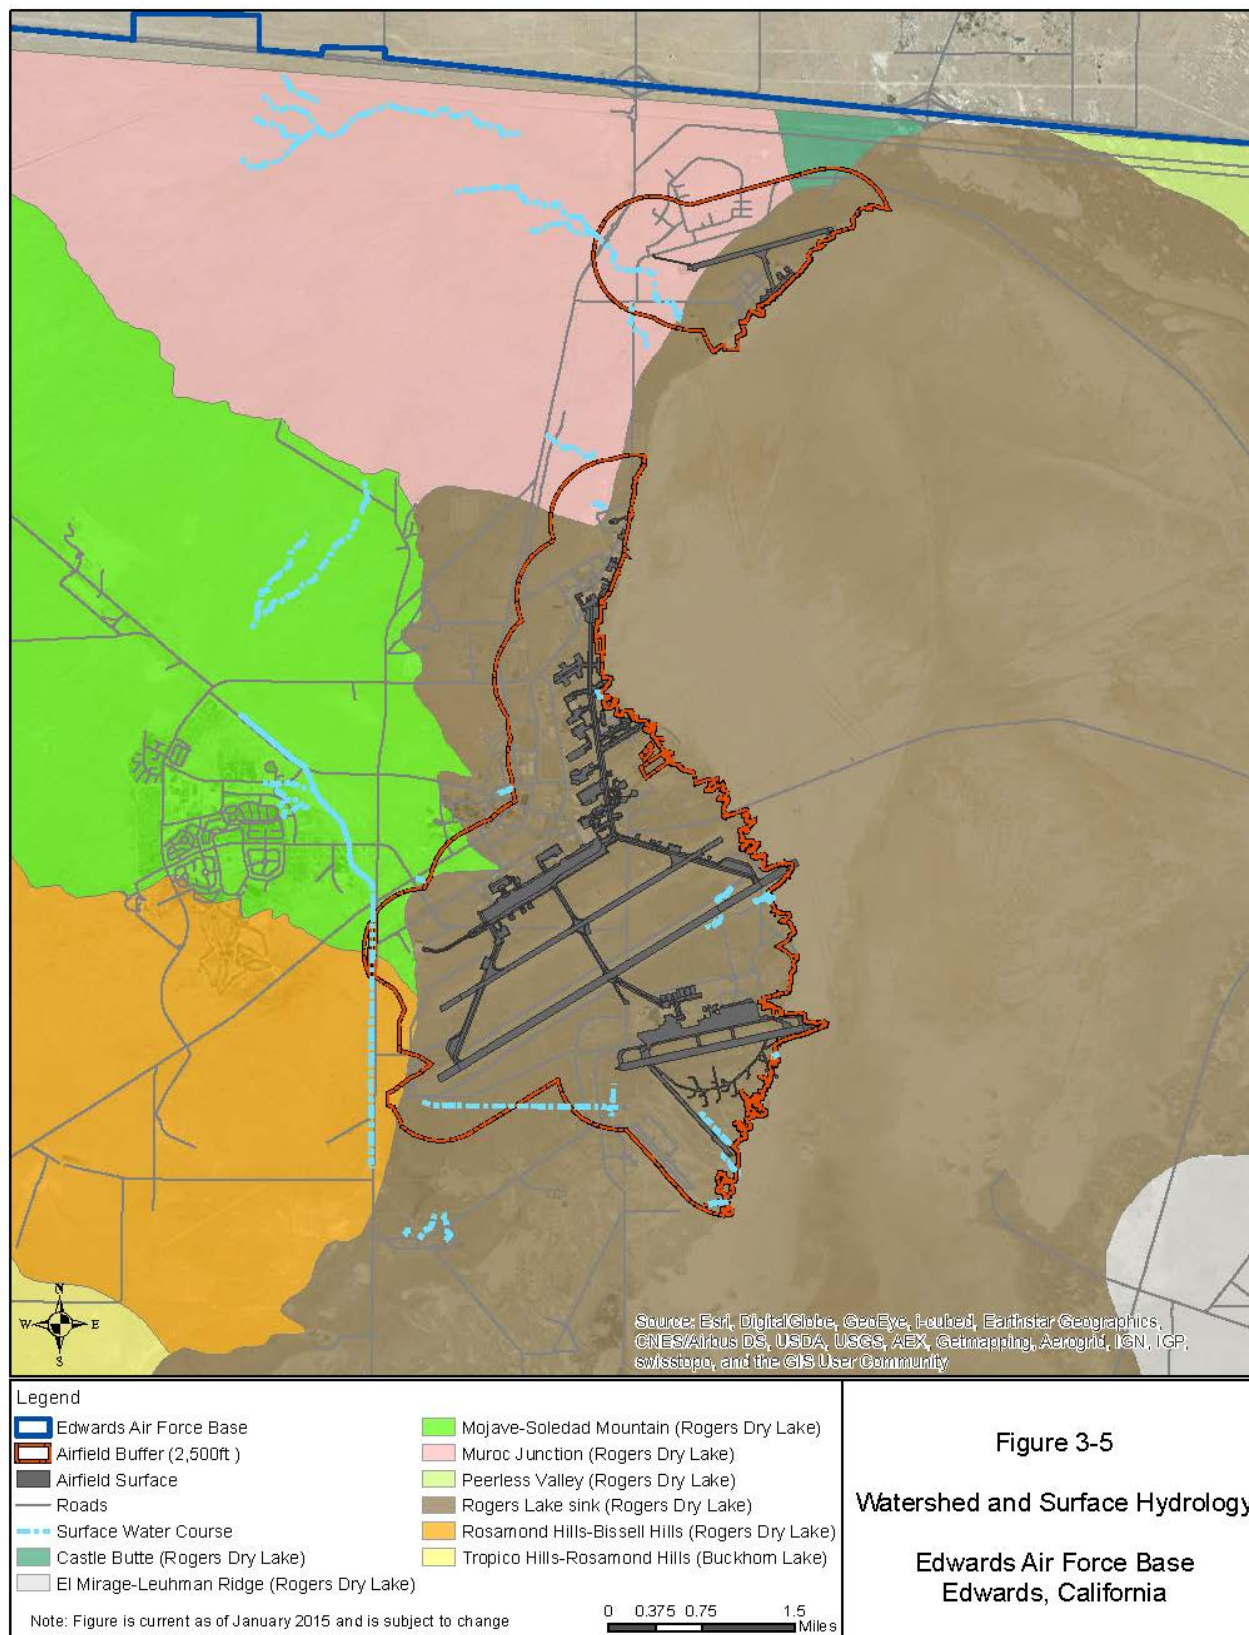 N
W E
S
Source: Esri, DigitalGlobe, GeoEye, i-cubed, Earthstar Geographics,
CNES/Airbus DS, USDA, USGS, AEX, Getmapping, Aerogrid, IGN, IGP,
swisstopo, and the GIS User Community
Legend
Edwards Air Force Base
Airfield Buffer (2,500ft )
Airfield Surface
Roads
Surface Water Course
Castle Butte (Rogers Dry Lake)
El Mirage-Leuhman Ridge (Rogers Dry Lake)
Mojave-Soledad Mountain (Rogers Dry Lake)
Muroc Junction (Rogers Dry Lake)
Peerless Valley (Rogers Dry Lake)
Rogers Lake sink (Rogers Dry Lake)
Rosamond Hills-Bissell Hills (Rogers Dry Lake)
Tropico Hills-Rosamond Hills (Buckhorn Lake)
Note: Figure is current as of January 2015 and is subject to change
0 0.375 0.75 1.5
Miles
Figure 3-5
Watershed and Surface Hydrology
Edwards Air Force Base
Edwards, California